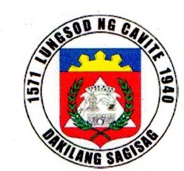 1571 LUNGSOD NG CAVITE 1940
DAKILANG SAGISAG